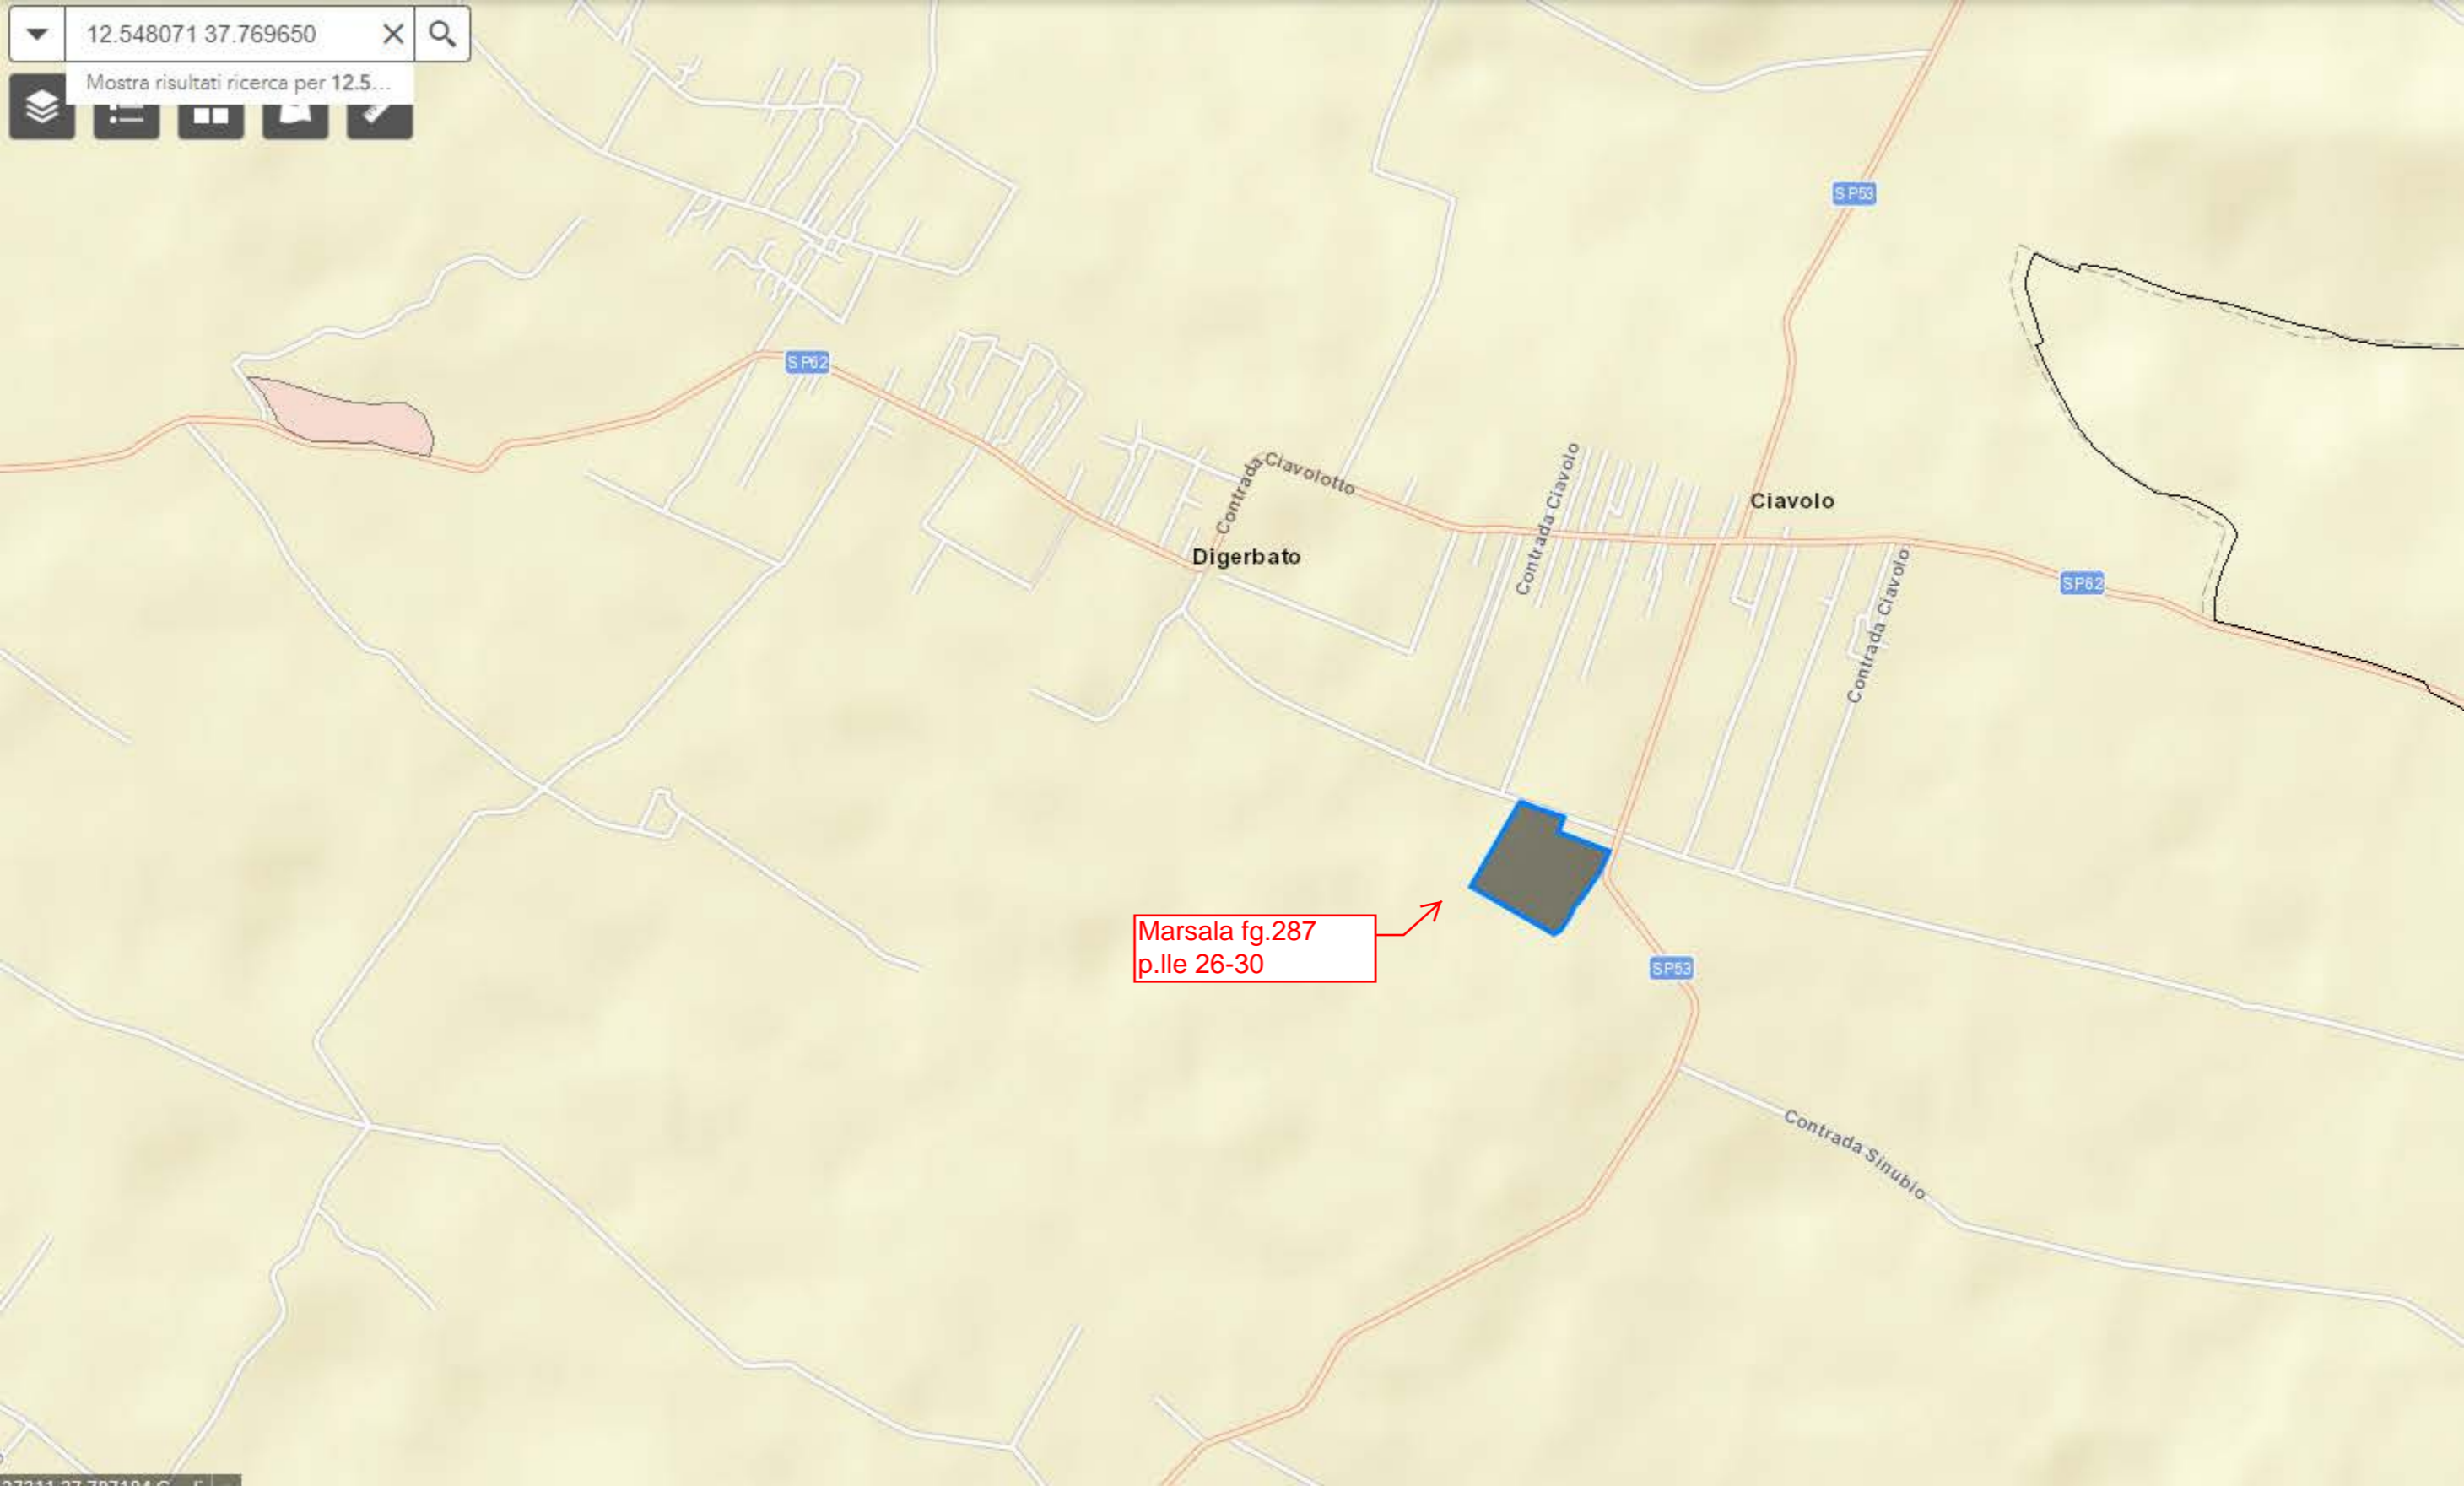 12.548071 37.769650
Mostra risultati ricerca per 12.5...
SP53
SP62
Contrada Ciavolotto
Contrada Ciavolo
Ciavolo
Digerbato
SP62
Contrada Ciavolo
Marsala fg.287
p.lle 26-30
SP53
Contrada Sinubio